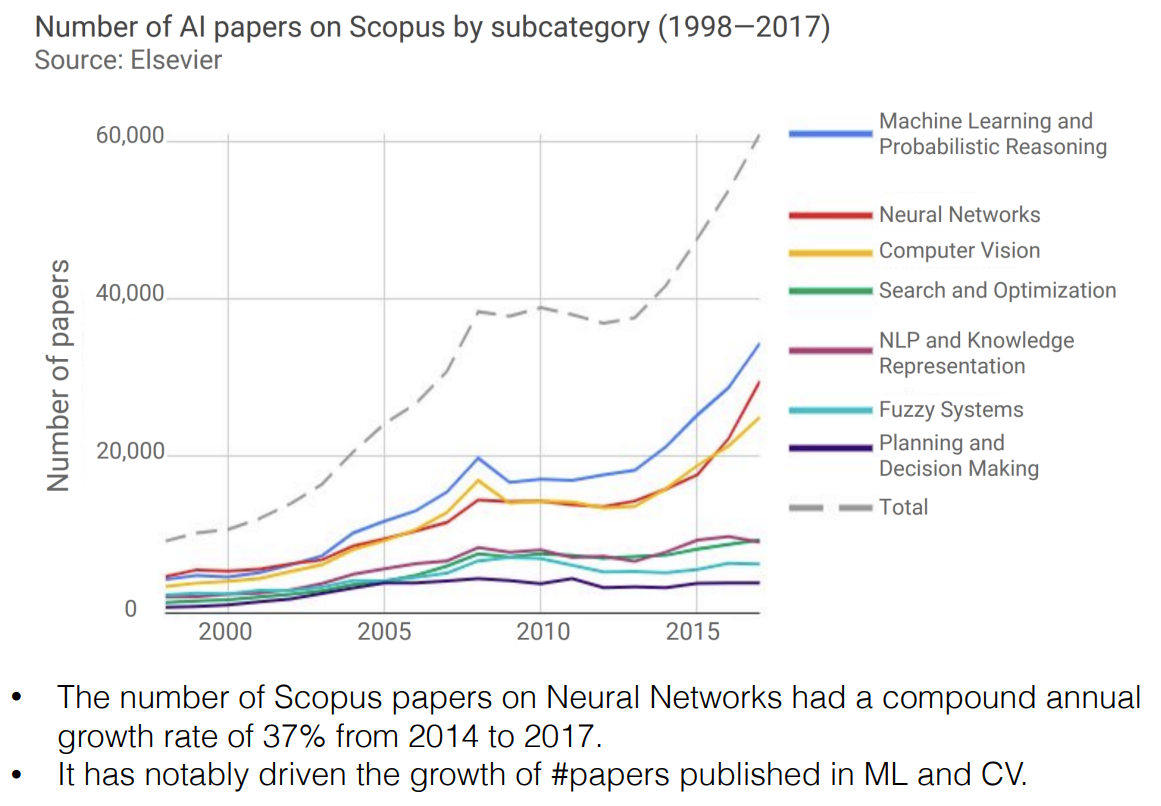 Number of AI papers on Scopus by subcategory (1998—2017)
Source: Elsevier
60,000
40,000
20,000
0
Number of papers
2000
2005
2010
2015
Machine Learning and
Probabilistic Reasoning
Neural Networks
Computer Vision
Search and Optimization
NLP and Knowledge
Representation
Fuzzy Systems
Planning and
Decision Making
Total
• The number of Scopus papers on Neural Networks had a compound annual
growth rate of 37% from 2014 to 2017.
• It has notably driven the growth of #papers published in ML and CV.